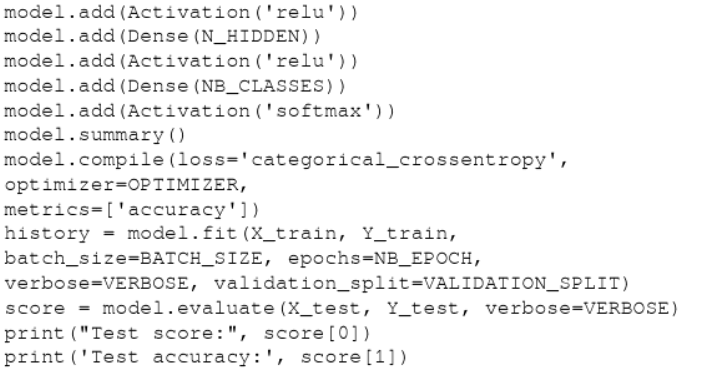 model.add(Activation('relu'))
model.add(Dense(N_HIDDEN))
model.add(Activation('relu'))
model.add(Dense(NB_CLASSES))
model.add(Activation('softmax'))
model.summary()
model.compile(loss='categorical_crossentropy',
optimizer=OPTIMIZER,
metrics=['accuracy'])
history = model.fit(X_train, Y_train,
batch_size=BATCH_SIZE, epochs=NB_EPOCH,
verbose=VERBOSE, validation_split=VALIDATION_SPLIT)
score = model.evaluate(X_test, Y_test, verbose=VERBOSE)
print("Test score:", score[0])
print('Test accuracy:', score[1])